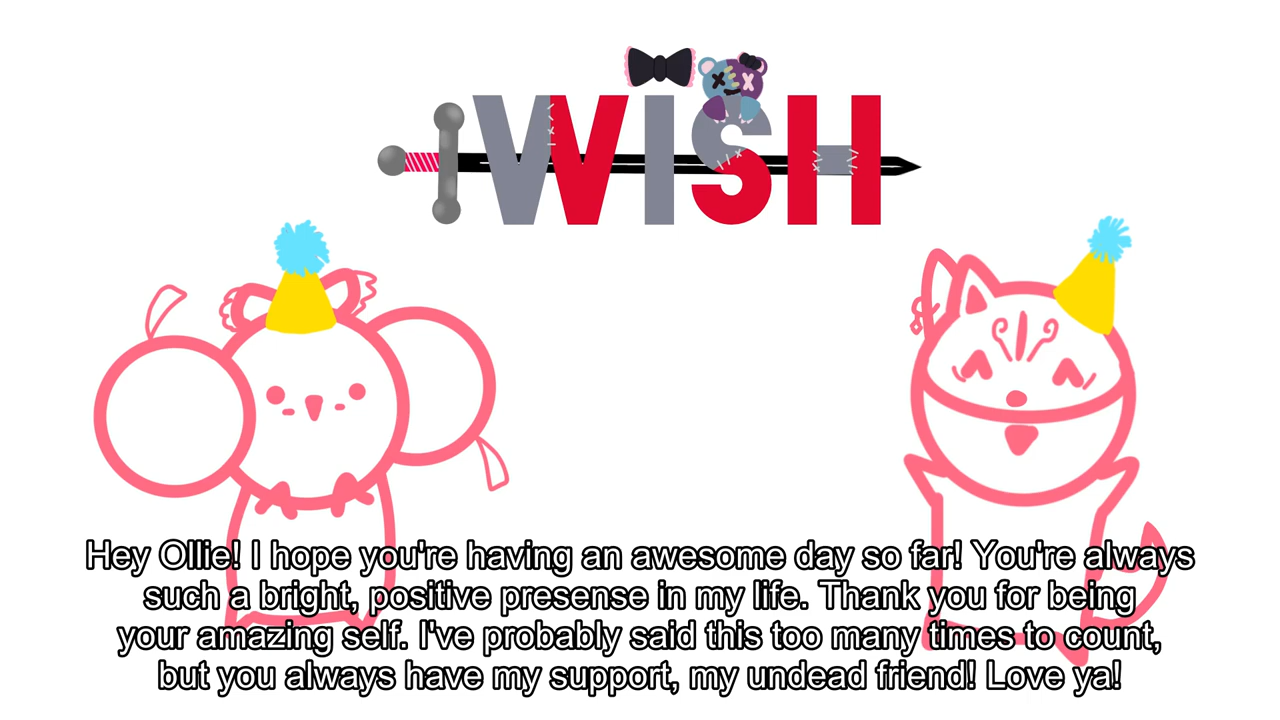 WISH
Hey Ollie! I hope you're having an awesome day so far! You're always
such a bright, positive presense in my life. Thank you for being
your amazing self. I've probably said this too many times to count,
but you always have my support, my undead friend! Love ya!